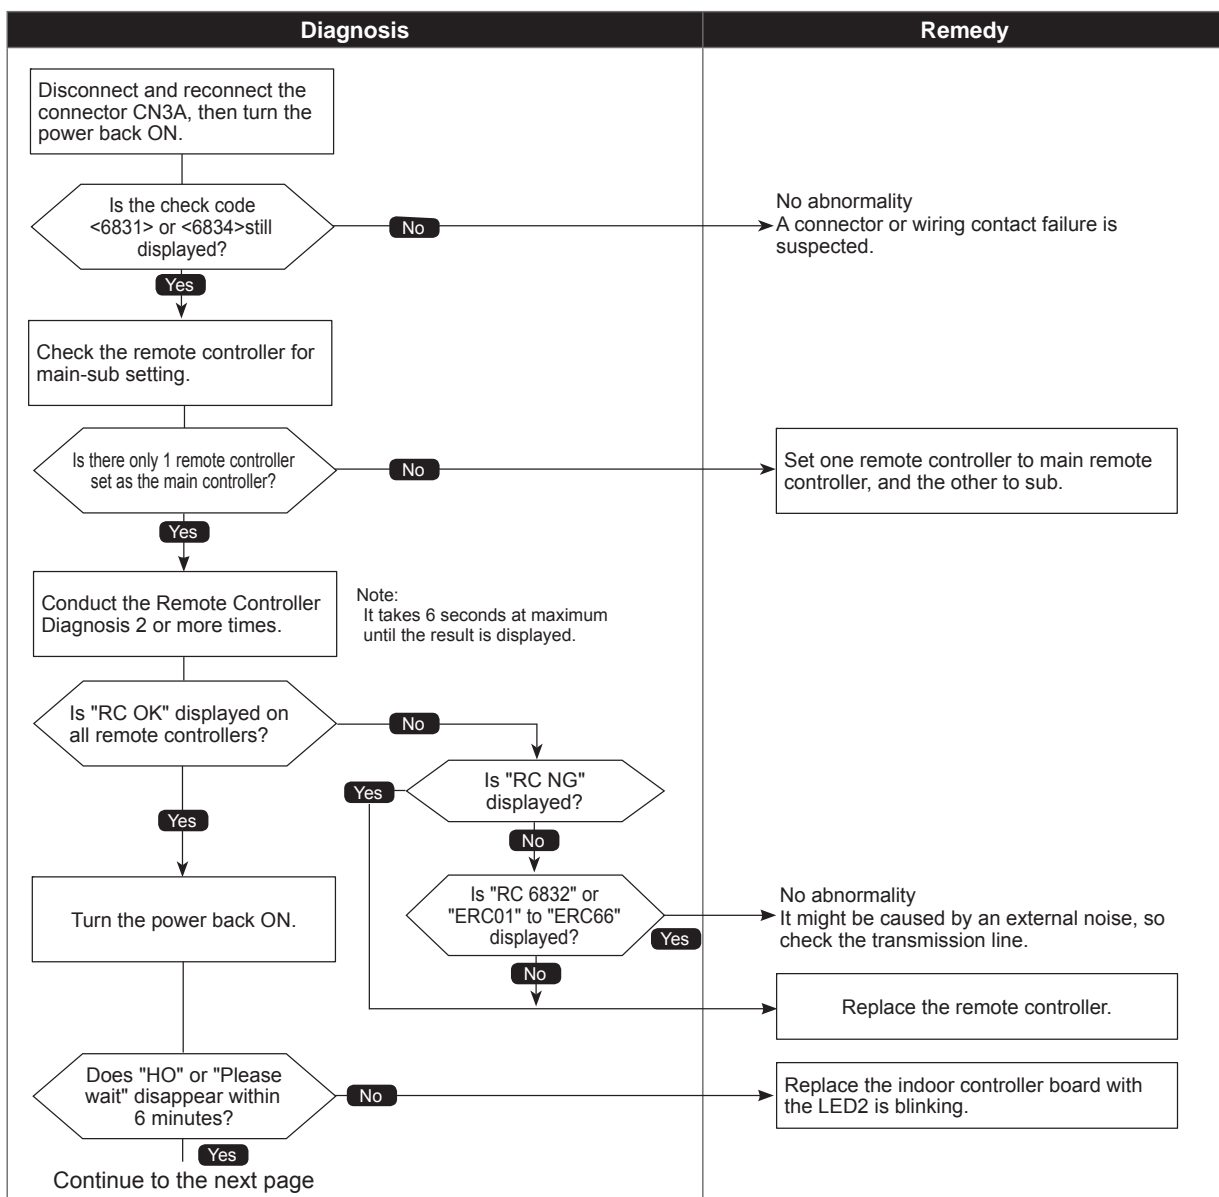 Diagnosis
Remedy
Disconnect and reconnect the
connector CN3A, then turn the
power back ON.
Is the check code
<6831> or <6834>still
displayed?
No
No abnormality
A connector or wiring contact failure is
suspected.
Yes
Check the remote controller for
main-sub setting.
Is there only 1 remote controller
set as the main controller?
No
Set one remote controller to main remote
controller, and the other to sub.
Yes
Conduct the Remote Controller
Diagnosis 2 or more times.
Note:
It takes 6 seconds at maximum
until the result is displayed.
Is "RC OK" displayed on
all remote controllers?
No
Is "RC NG"
displayed?
Yes
No
Yes
Is "RC 6832" or
"ERC01" to "ERC66"
displayed?
Yes
No abnormality
It might be caused by an external noise, so
check the transmission line.
No
Turn the power back ON.
Replace the remote controller.
Does "HO" or "Please
wait" disappear within
6 minutes?
No
Replace the indoor controller board with
the LED2 is blinking.
Yes
Continue to the next page